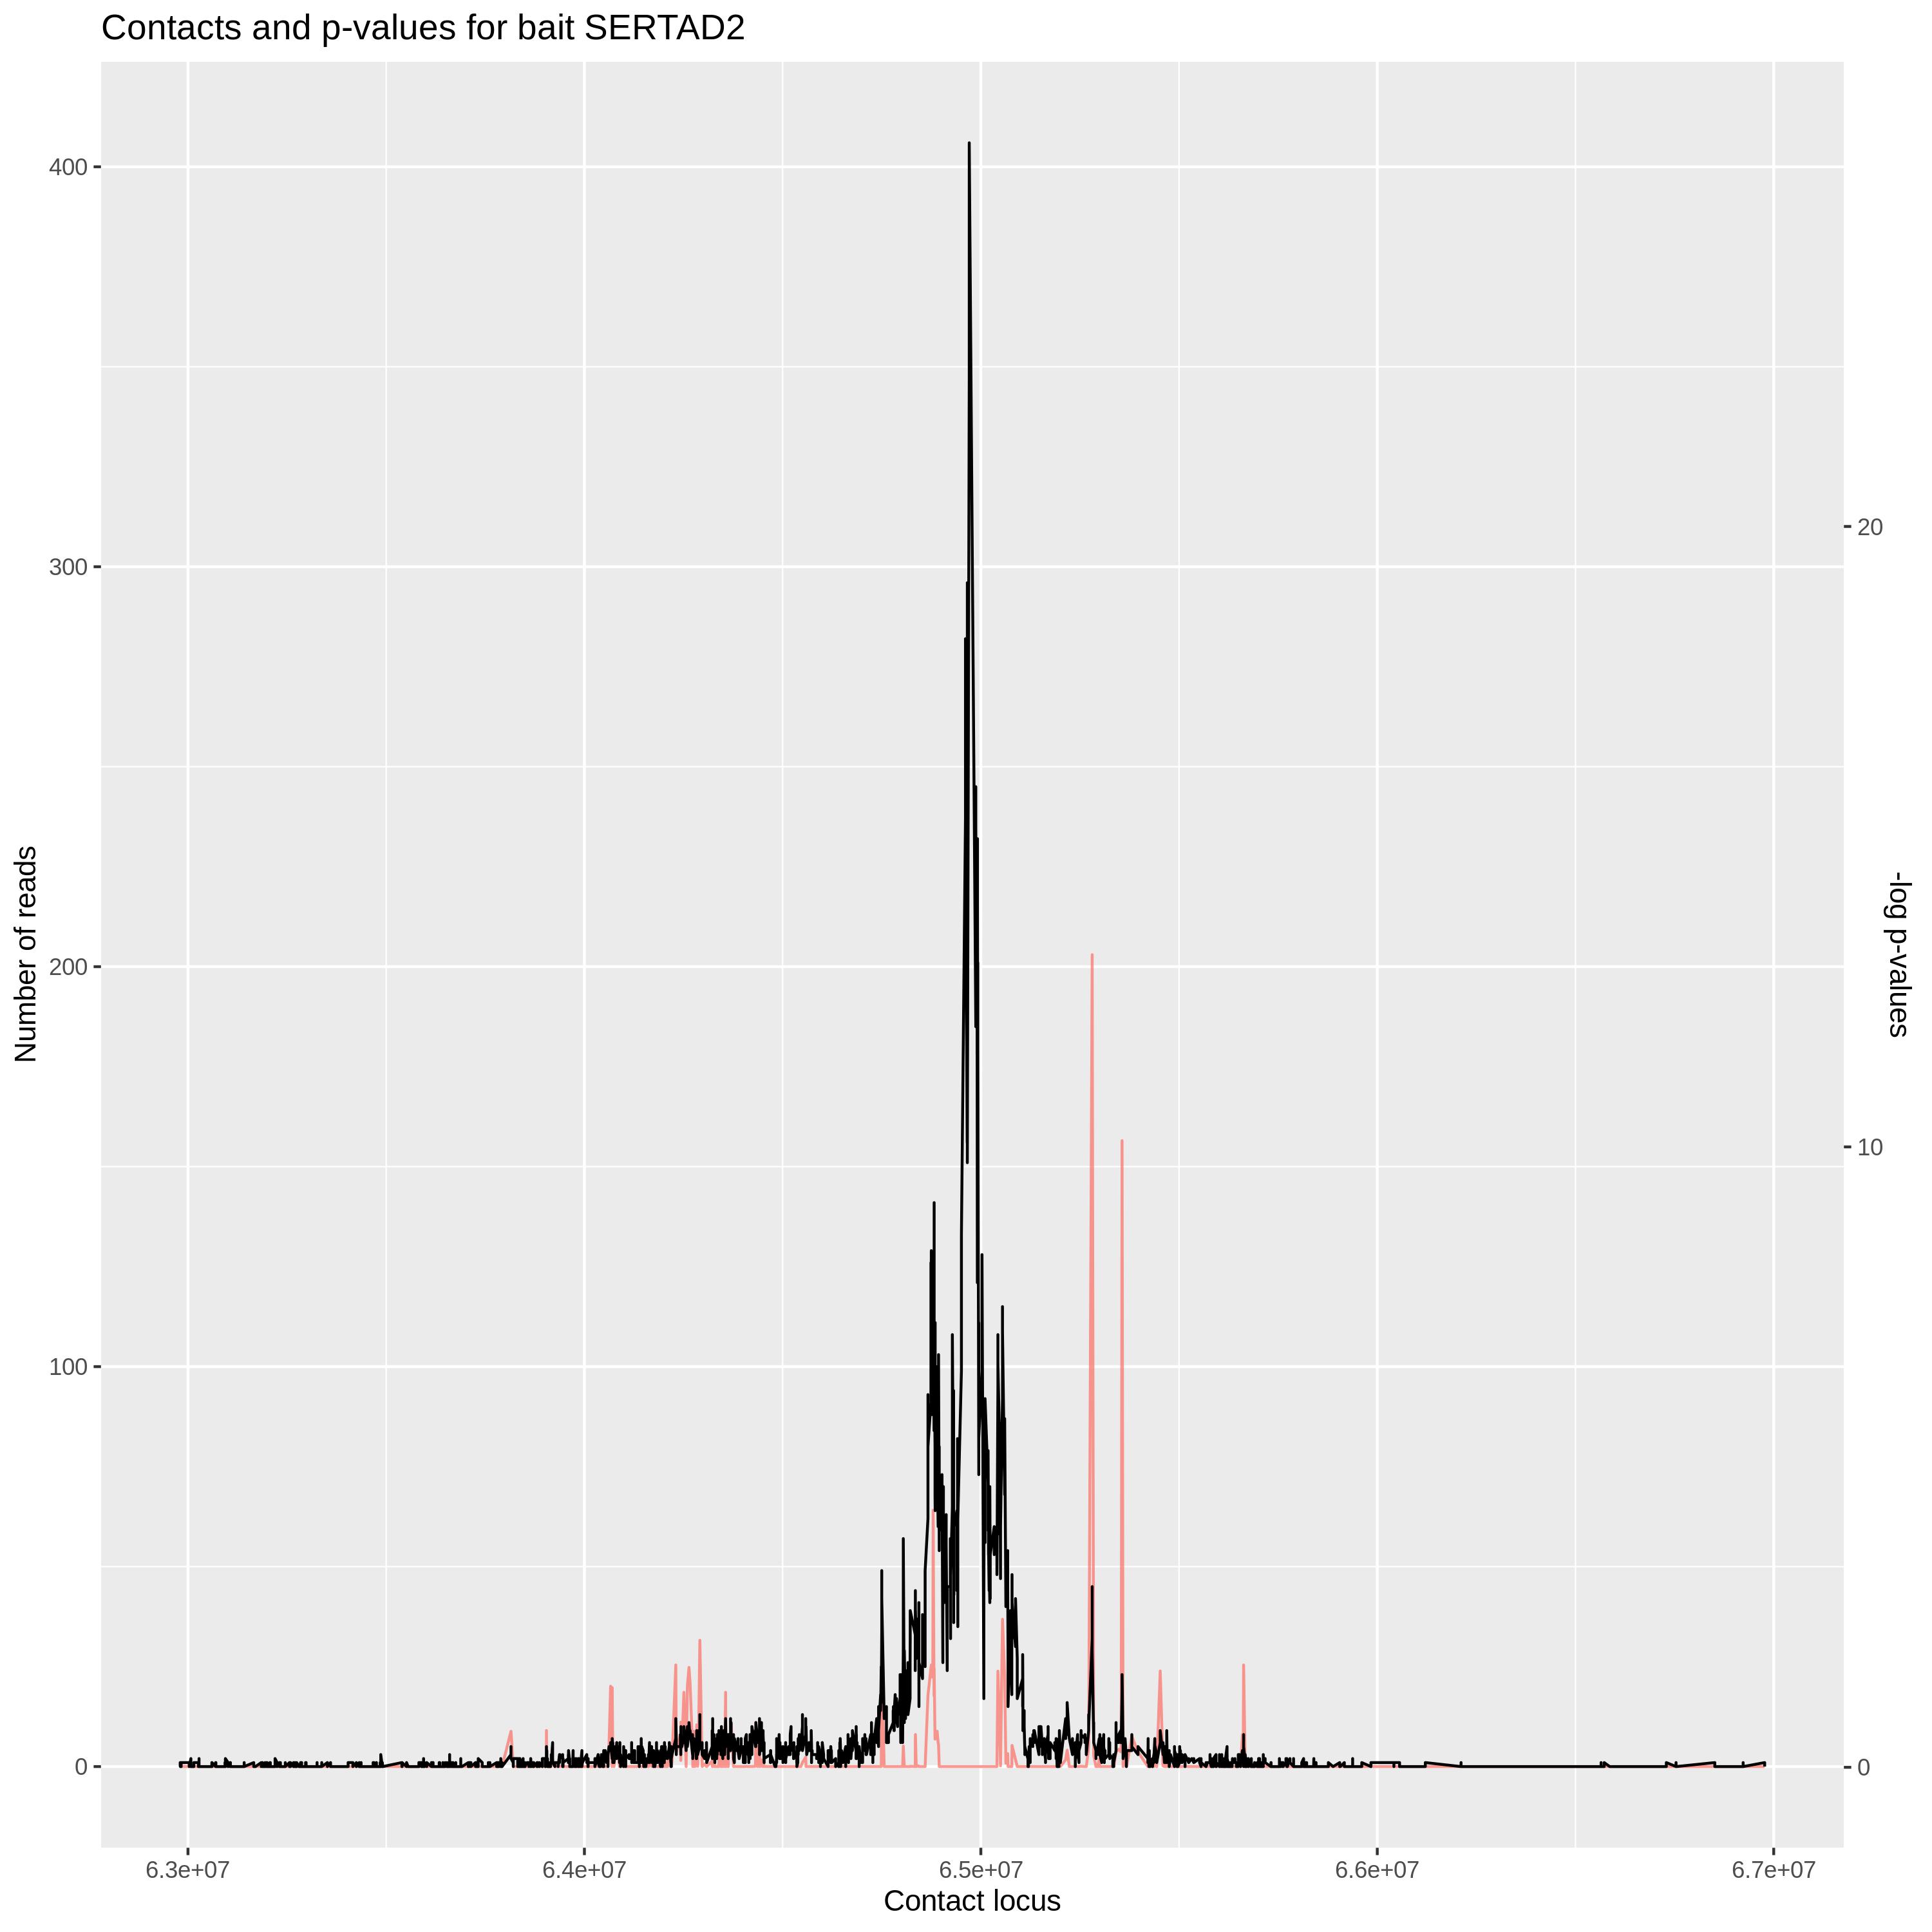 Contacts and p-values for bait SERTAD2
400
300
200
100
0
Number of reads
20
10
0
-log p-values
6.3e+07
6.4e+07
6.5e+07
6.6e+07
6.7e+07
Contact locus